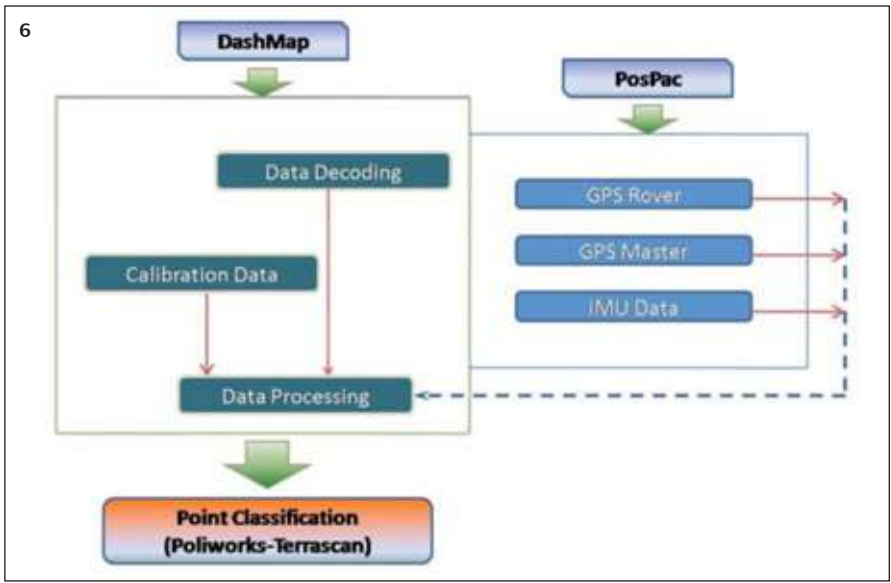 6
DashMap
PosPac
Data Decoding
GPS Rover
GPS Master
Calibration Data
IMU Data
Data Processing
Point Classification
(Poliworks-Terrascan)